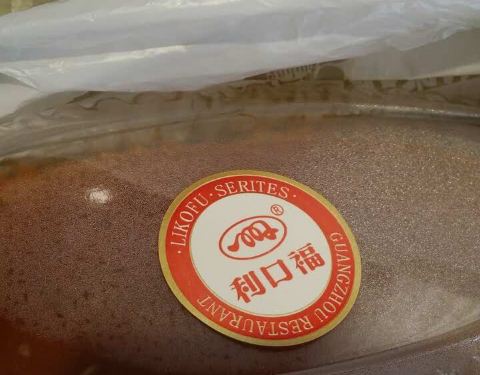 LIKOFU · SERITES ·
®
利口福
GUANGZHOU RESTAURANT